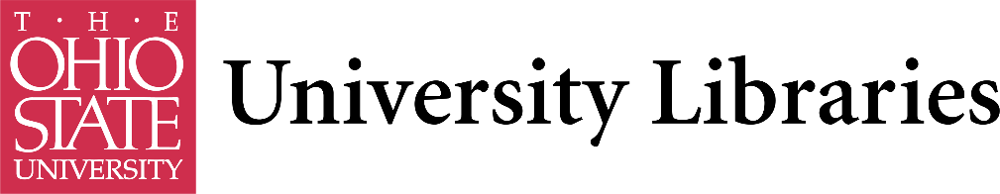 T · H · E
OHIO
STATE
UNIVERSITY
University Libraries